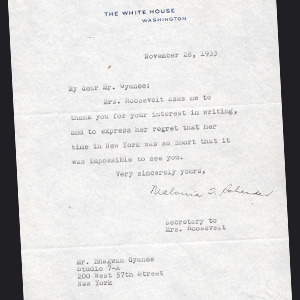 THE WHITE HOUSE
WASHINGTON
November 28, 1933
My dear Mr. Gyanee:
Mrs. Roosevelt asks me to
thank you for your interest in writing,
and to express her regret that her
time in New York was so short that it
was impossible to see you.
Very sincerely yours,
Malvina T. Scheider
Secretary to
Mrs. Roosevelt
Mr. Bhagwan Gyanee
Studio 7-A
200 West 57th Street
New York